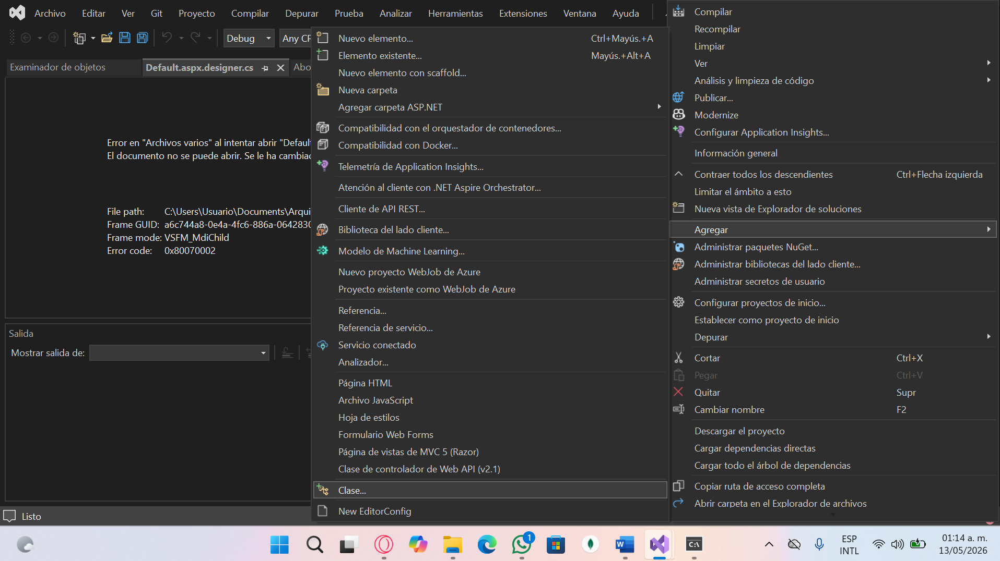 Archivo Editar Ver Git Proyecto Compilar Depurar Prueba Analizar Herramientas Extensiones Ventana Ayuda
Debug Any CP
Examinador de objetos Default.aspx.designer.cs Abo
Error en "Archivos varios" al intentar abrir "Default
El documento no se puede abrir. Se le ha cambiad
File path: C:\Users\Usuario\Documents\Arqui
Frame GUID: a6c744a8-0e4a-4fc6-886a-0642830
Frame mode: VSFM_MdiChild
Error code: 0x80070002
Salida
Mostrar salida de:
Listo
Nuevo elemento... Ctrl+Mayús.+A
Elemento existente... Mayús.+Alt+A
Nuevo elemento con scaffold...
Nueva carpeta
Agregar carpeta ASP.NET
Compatibilidad con el orquestador de contenedores...
Compatibilidad con Docker...
Telemetría de Application Insights...
Atención al cliente con .NET Aspire Orchestrator...
Cliente de API REST...
Biblioteca del lado cliente...
Modelo de Machine Learning...
Nuevo proyecto WebJob de Azure
Proyecto existente como WebJob de Azure
Referencia...
Referencia de servicio...
Servicio conectado
Analizador...
Página HTML
Archivo JavaScript
Hoja de estilos
Formulario Web Forms
Página de vistas de MVC 5 (Razor)
Clase de controlador de Web API (v2.1)
Clase...
New EditorConfig
Compilar
Recompilar
Limpiar
Ver
Análisis y limpieza de código
Publicar...
Modernize
Configurar Application Insights...
Información general
Contraer todos los descendientes Ctrl+Flecha izquierda
Limitar el ámbito a esto
Nueva vista de Explorador de soluciones
Agregar
Administrar paquetes NuGet...
Administrar bibliotecas del lado cliente...
Administrar secretos de usuario
Configurar proyectos de inicio...
Establecer como proyecto de inicio
Depurar
Cortar Ctrl+X
Pegar Ctrl+V
Quitar Supr
Cambiar nombre F2
Descargar el proyecto
Cargar dependencias directas
Cargar todo el árbol de dependencias
Copiar ruta de acceso completa
Abrir carpeta en el Explorador de archivos
1
W
C:\
ESP
INTL
01:14 a. m.
13/05/2026